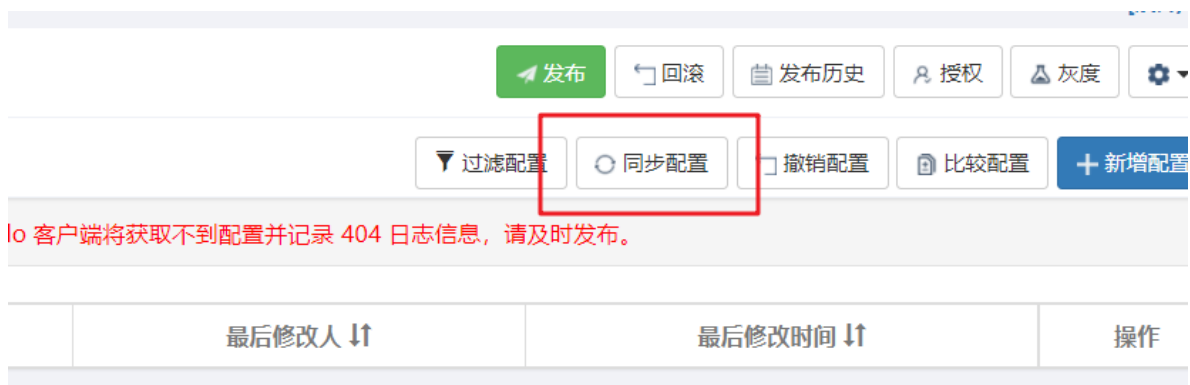 发布 回滚 发布历史 授权 灰度
过滤配置 同步配置 撤销配置 比较配置 新增配置
lo 客户端将获取不到配置并记录 404 日志信息，请及时发布。
最后修改人 最后修改时间 操作